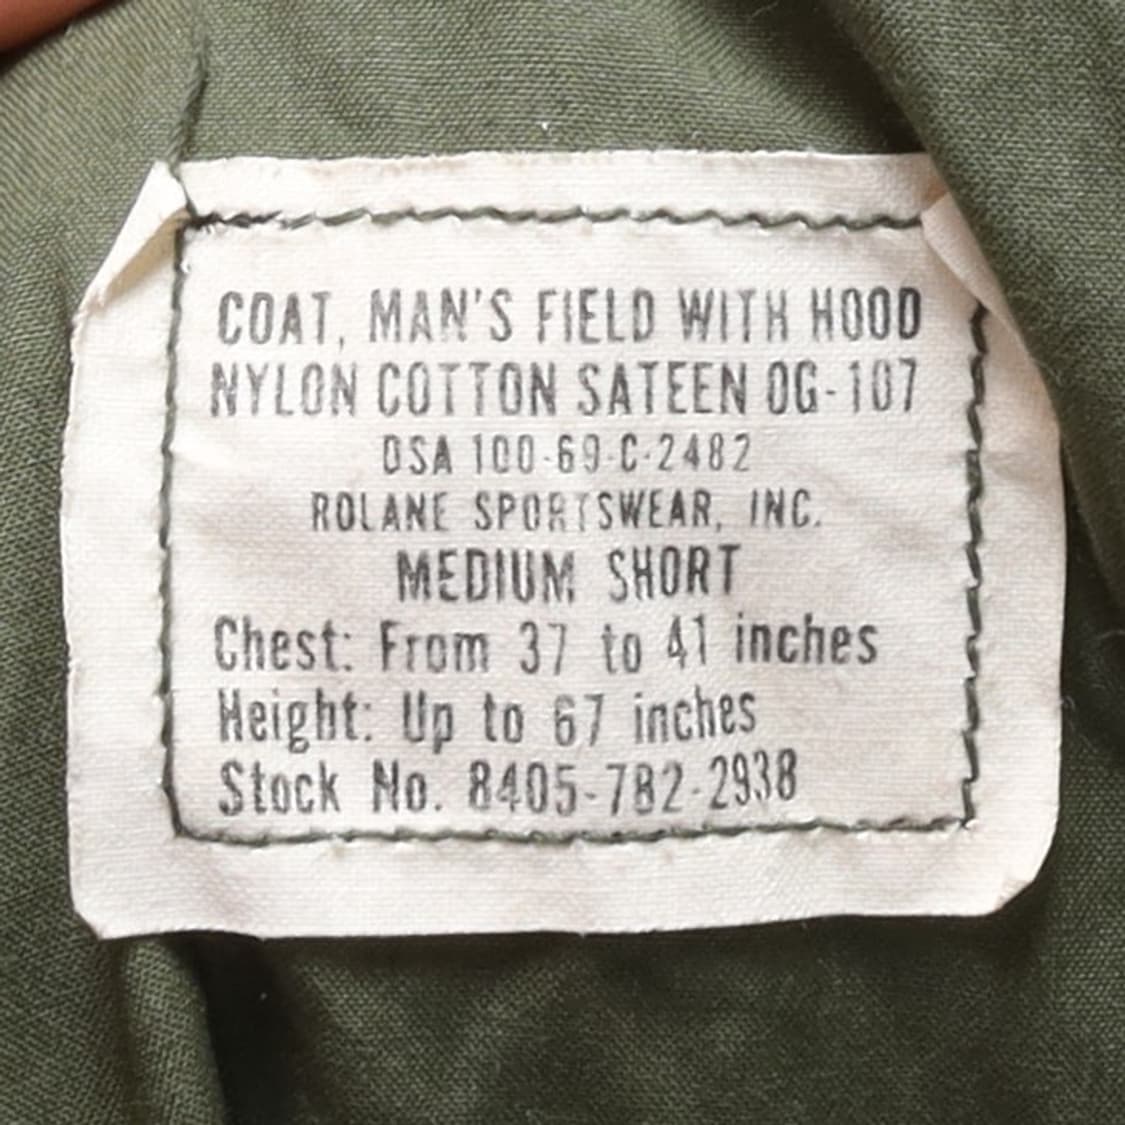 COAT, MAN'S FIELD WITH HOOD
NYLON COTTON SATEEN OG-107
DSA 100-69-C-2482
ROLANE SPORTSWEAR, INC.
MEDIUM SHORT
Chest: From 37 to 41 inches
Height: Up to 67 inches
Stock No. 8405-782-2938